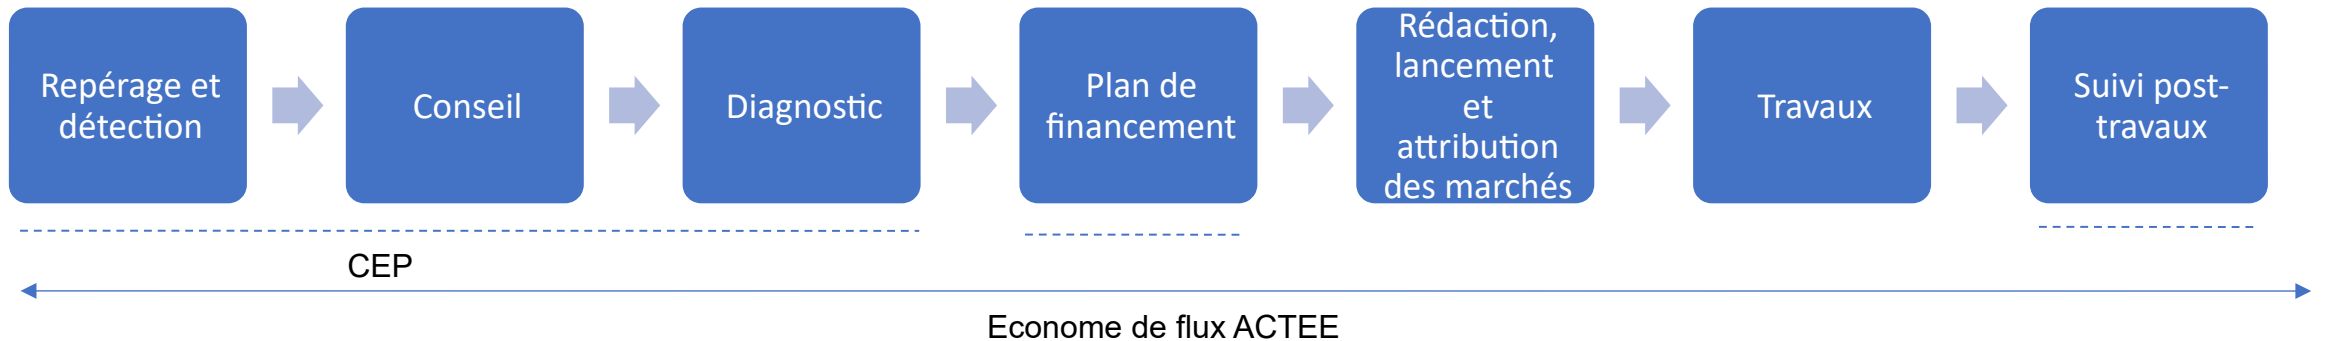 Repérage et
détection
Conseil
Diagnostic
Plan de
financement
Rédaction,
lancement
et
attribution
des marchés
Travaux
Suivi post-
travaux
CEP
Econome de flux ACTEE